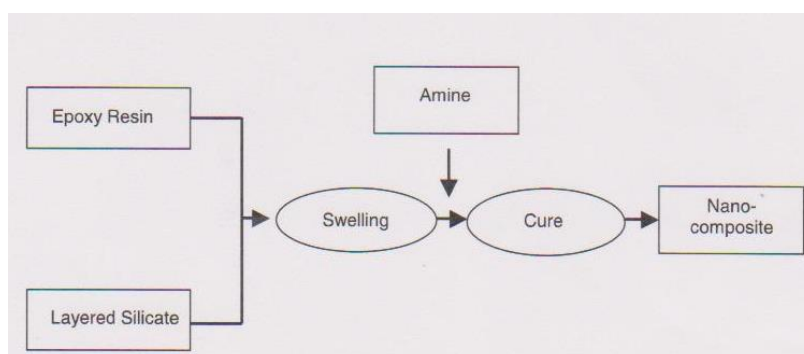 Epoxy Resin
Amine
Swelling
Cure
Nano-
composite
Layered Silicate